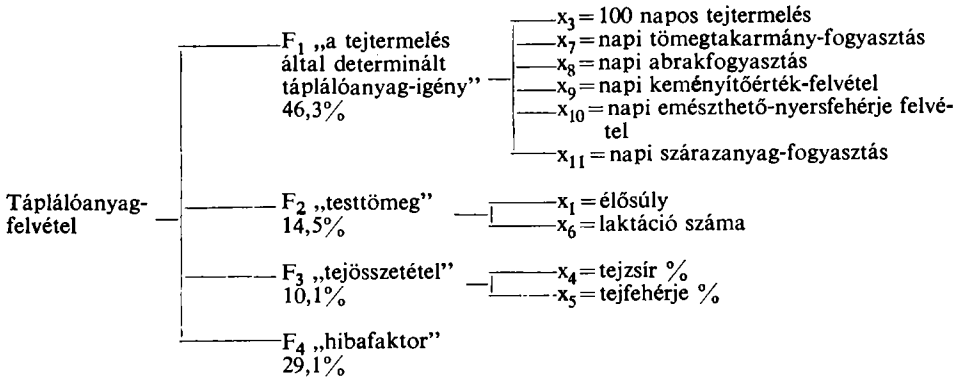 Táplálóanyag-
felvétel
F₁ „a tejtermelés
által determinált
táplálóanyag-igény”
46,3%
x₃ = 100 napos tejtermelés
x₇ = napi tömegtakarmány-fogyasztás
x₈ = napi abrakfogyasztás
x₉ = napi keményítőérték-felvétel
x₁₀ = napi emészthető-nyersfehérje felvé-
tel
x₁₁ = napi szárazanyag-fogyasztás
F₂ „testtömeg”
14,5%
x₁ = élősúly
x₆ = laktáció száma
F₃ „tejösszetétel”
10,1%
x₄ = tejzsír %
x₅ = tejfehérje %
F₄ „hibafaktor”
29,1%